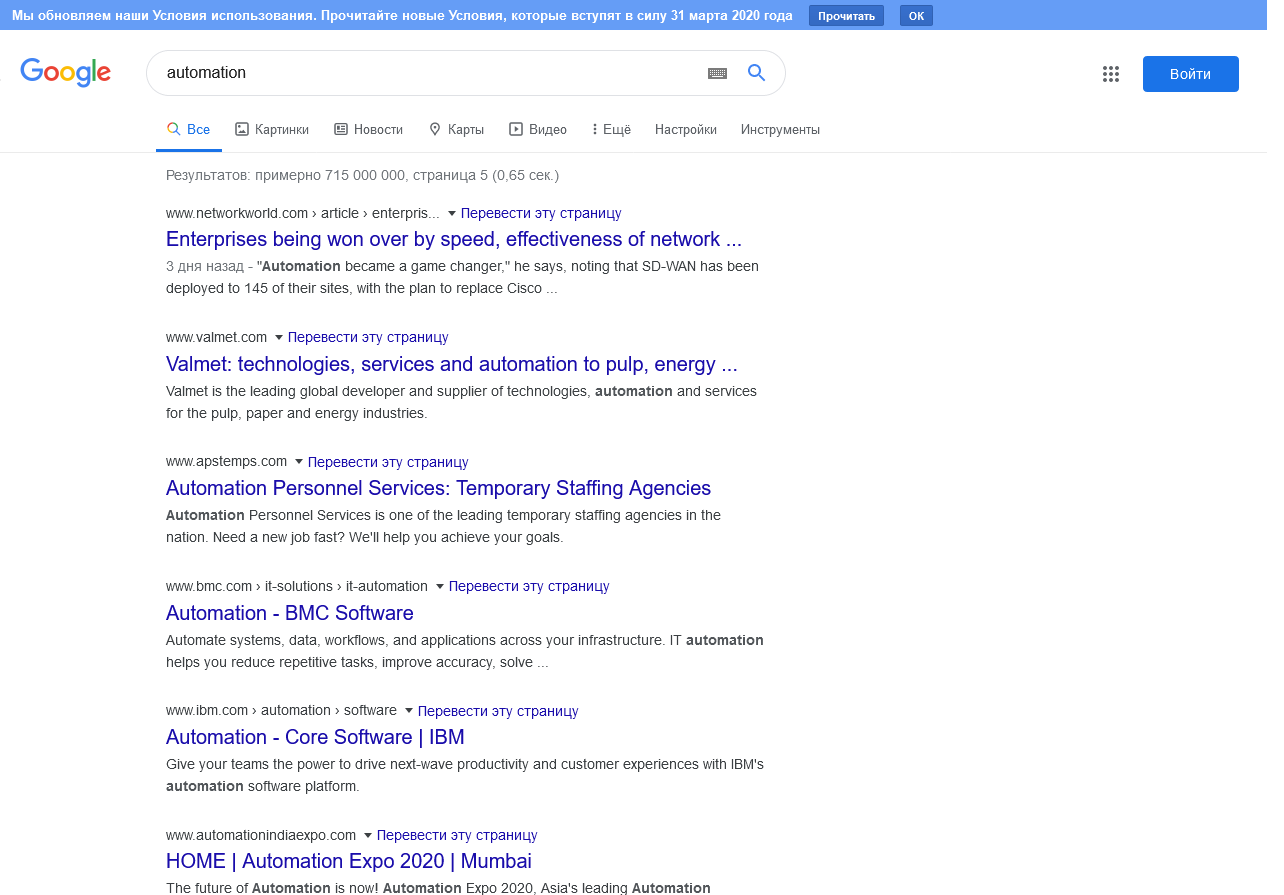 Мы обновляем наши Условия использования. Прочитайте новые Условия, которые вступят в силу 31 марта 2020 года Прочитать ОК
Google automation Войти
Все Картинки Новости Карты Видео Ещё Настройки Инструменты
Результатов: примерно 715 000 000, страница 5 (0,65 сек.)
www.networkworld.com › article › enterpris... Перевести эту страницу
Enterprises being won over by speed, effectiveness of network ...
3 дня назад - "Automation became a game changer," he says, noting that SD-WAN has been
deployed to 145 of their sites, with the plan to replace Cisco ...
www.valmet.com Перевести эту страницу
Valmet: technologies, services and automation to pulp, energy ...
Valmet is the leading global developer and supplier of technologies, automation and services
for the pulp, paper and energy industries.
www.apstemps.com Перевести эту страницу
Automation Personnel Services: Temporary Staffing Agencies
Automation Personnel Services is one of the leading temporary staffing agencies in the
nation. Need a new job fast? We'll help you achieve your goals.
www.bmc.com › it-solutions › it-automation Перевести эту страницу
Automation - BMC Software
Automate systems, data, workflows, and applications across your infrastructure. IT automation
helps you reduce repetitive tasks, improve accuracy, solve ...
www.ibm.com › automation › software Перевести эту страницу
Automation - Core Software | IBM
Give your teams the power to drive next-wave productivity and customer experiences with IBM's
automation software platform.
www.automationindiaexpo.com Перевести эту страницу
HOME | Automation Expo 2020 | Mumbai
The future of Automation is now! Automation Expo 2020, Asia's leading Automation